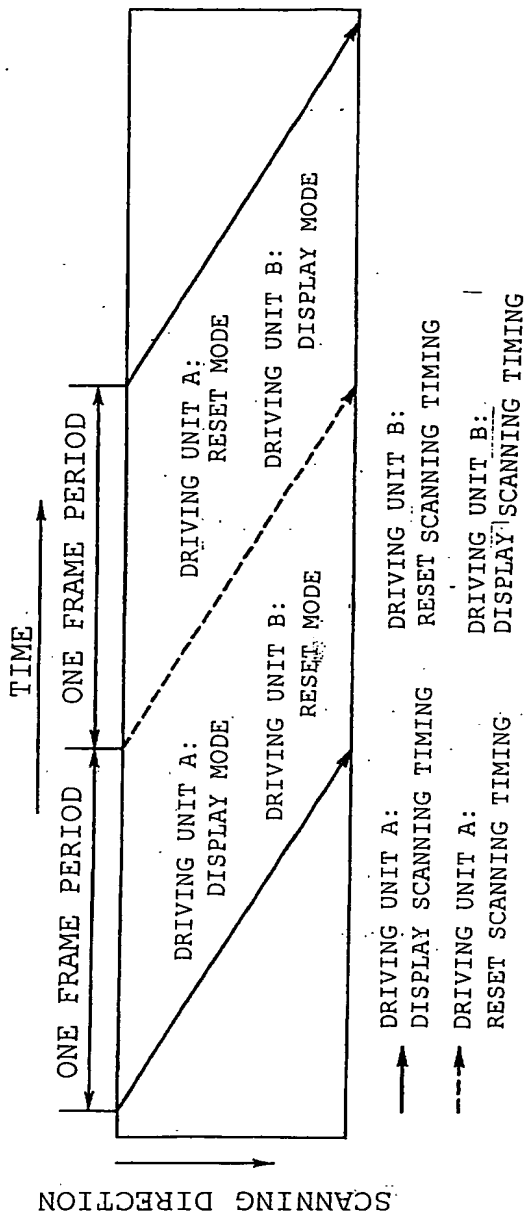 TIME
ONE FRAME PERIOD
ONE FRAME PERIOD
SCANNING DIRECTION
DRIVING UNIT A:
DISPLAY MODE
DRIVING UNIT B:
RESET MODE
DRIVING UNIT A:
RESET MODE
DRIVING UNIT B:
DISPLAY MODE
DRIVING UNIT A:
DISPLAY SCANNING TIMING
DRIVING UNIT B:
RESET SCANNING TIMING
DRIVING UNIT A:
RESET SCANNING TIMING
DRIVING UNIT B:
DISPLAY SCANNING TIMING